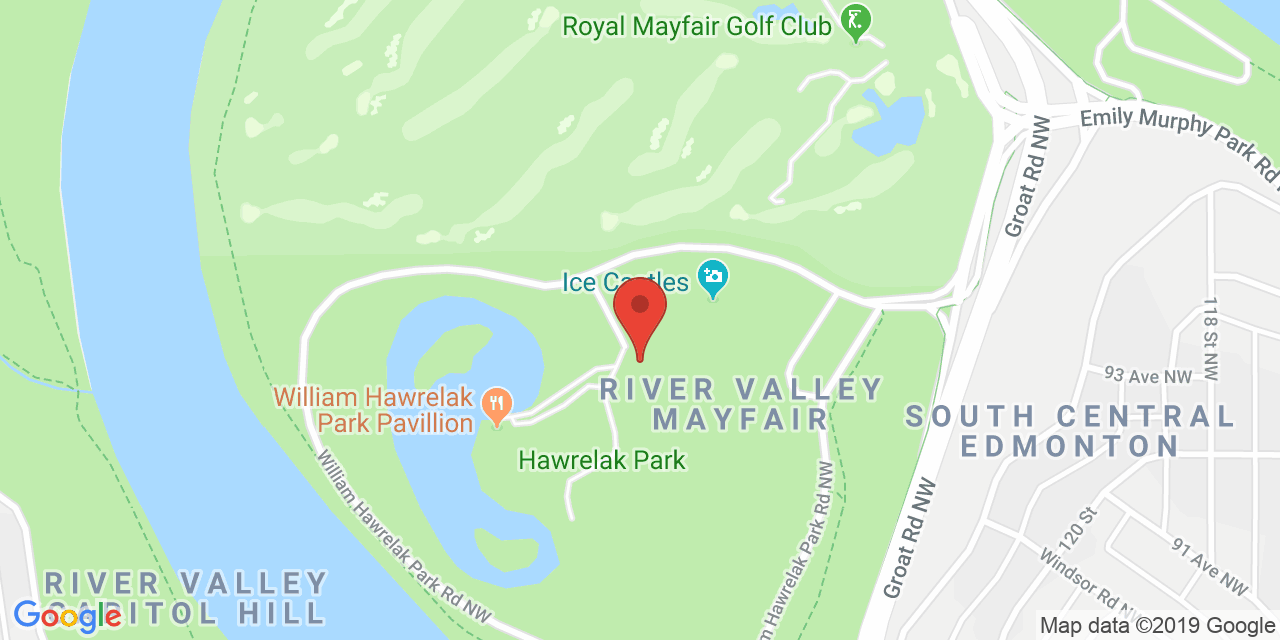 Royal Mayfair Golf Club
Emily Murphy Park Rd
Groat Rd NW
Ice Castles
118 St NW
93 Ave NW
RIVER VALLEY
MAYFAIR
William Hawrelak
Park Pavillion
SOUTH CENTRAL
EDMONTON
Hawrelak Park
William Hawrelak Park Rd NW
William Hawrelak Park Rd NW
Groat Rd NW
120 St
91 Ave NW
Windsor Rd NW
RIVER VALLEY
CAPITOL HILL
Google
Map data ©2019 Google